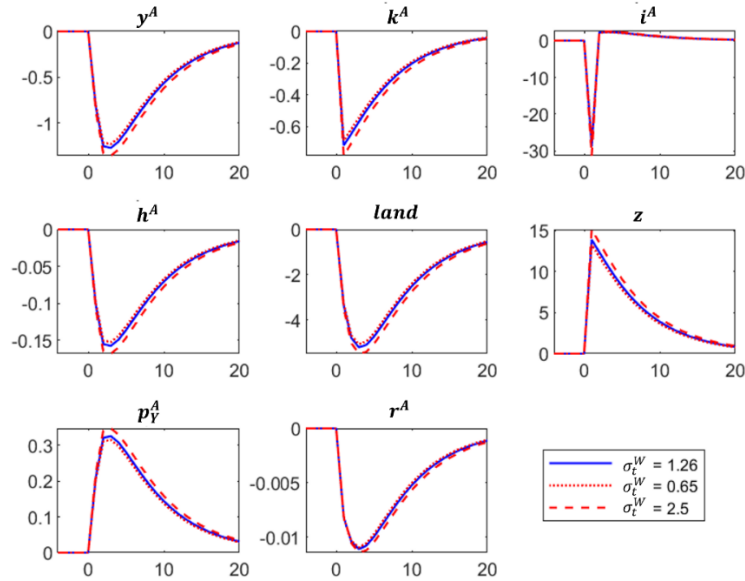 y^A k^A i^A
0 0 0
-0.5 -0.2 -10
-1 -0.4 -20
-0.6 -30
0 10 20 0 10 20 0 10 20
h^A land z
0 0 15
-0.05 -2 10
-0.1 -4 5
-0.15 0
0 10 20 0 10 20 0 10 20
p_Y^A r^A
0.3 0
0.2 -0.005
0.1 -0.01
0
0 10 20 0 10 20
σ_t^W = 1.26
σ_t^W = 0.65
σ_t^W = 2.5